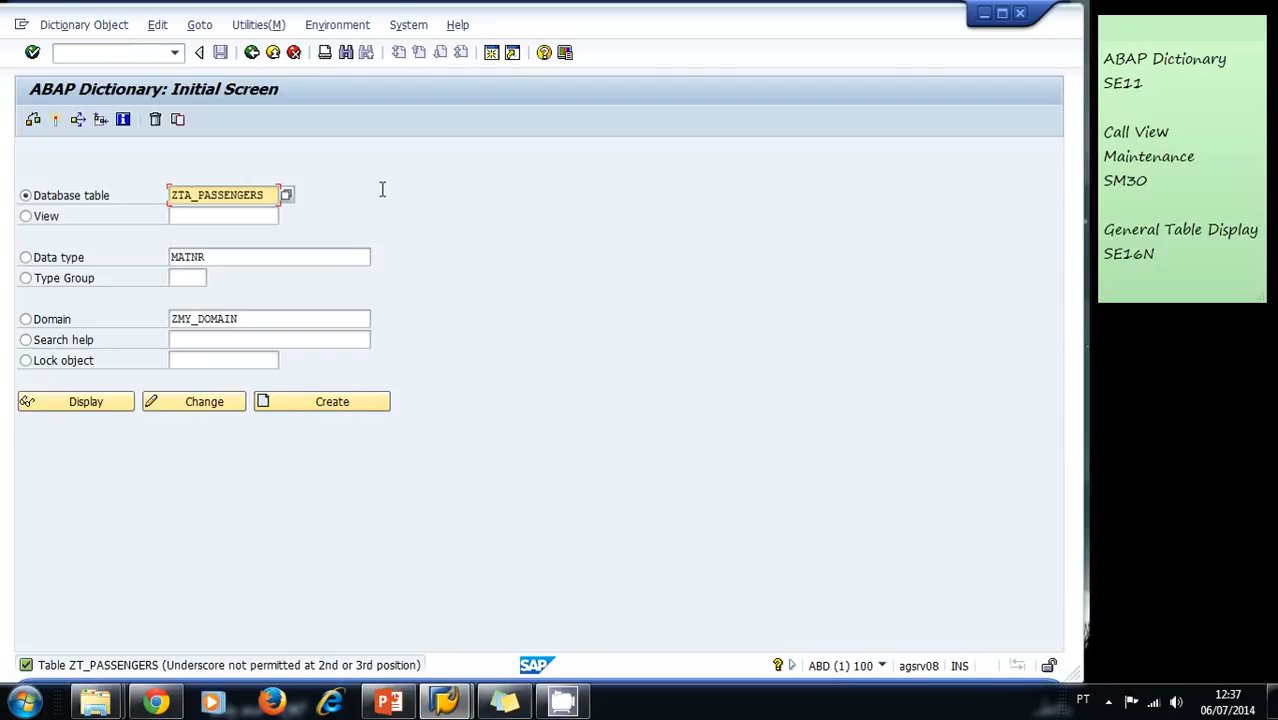 Dictionary Object Edit Goto Utilities(M) Environment System Help
ABAP Dictionary: Initial Screen
Database table ZTA_PASSENGERS
View
Data type MATNR
Type Group
Domain ZMY_DOMAIN
Search help
Lock object
Display Change Create
Table ZT_PASSENGERS (Underscore not permitted at 2nd or 3rd position) SAP ABD (1) 100 agsrv08 INS
PT 12:37
06/07/2014
ABAP Dictionary
SE11
Call View
Maintenance
SM30
General Table Display
SE16N